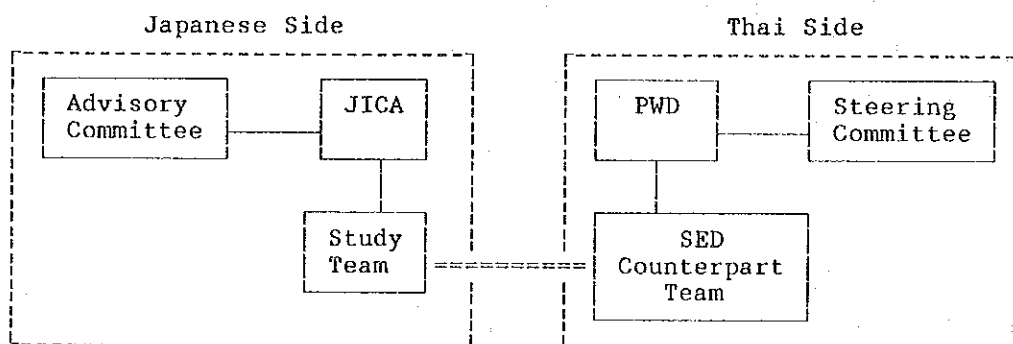 Japanese Side
Thai Side
Advisory
Committee
JICA
PWD
Steering
Committee
Study
Team
SED
Counterpart
Team